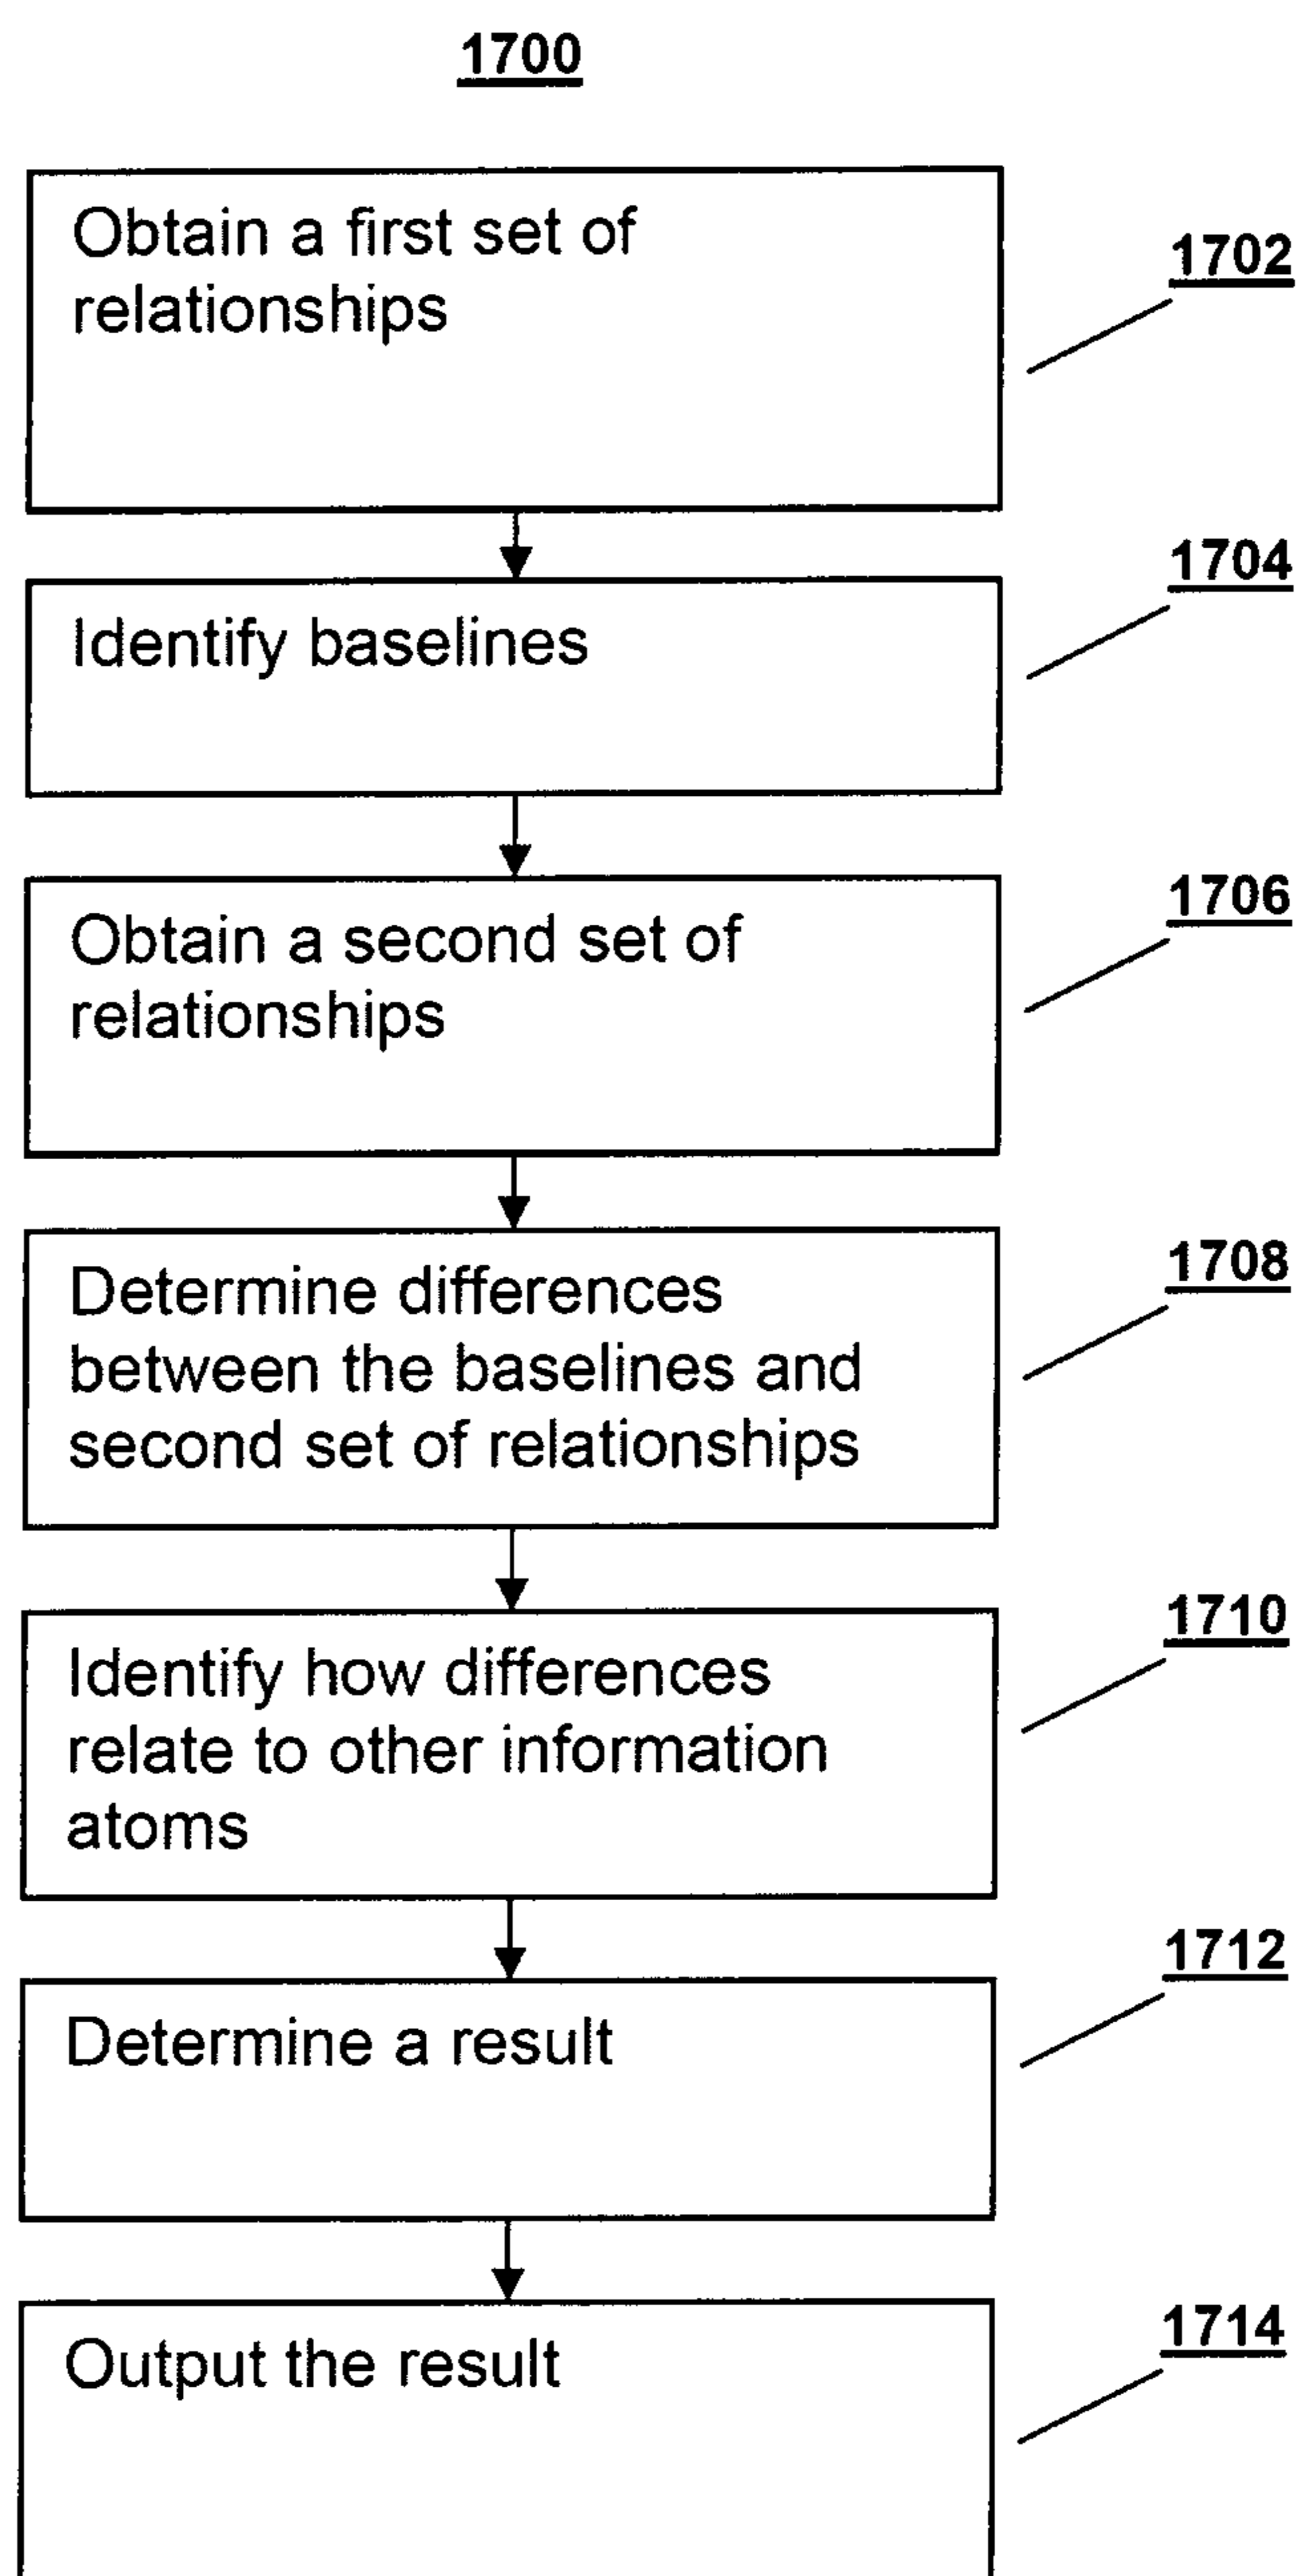 1700
Obtain a first set of
relationships
1702
Identify baselines
1704
Obtain a second set of
relationships
1706
Determine differences
between the baselines and
second set of relationships
1708
Identify how differences
relate to other information
atoms
1710
Determine a result
1712
Output the result
1714